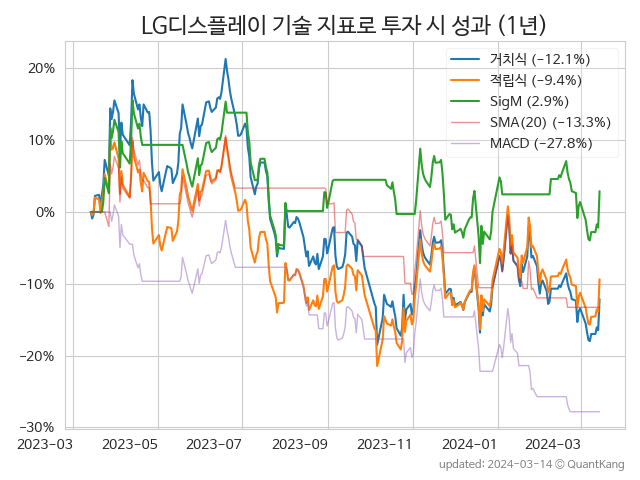 LG디스플레이 기술 지표로 투자 시 성과 (1년)
거치식 (−12.1%)
적립식 (−9.4%)
SigM (2.9%)
SMA(20) (−13.3%)
MACD (−27.8%)
20%
10%
0%
−10%
−20%
−30%
2023-03
2023-05
2023-07
2023-09
2023-11
2024-01
2024-03
updated: 2024-03-14 © QuantKang